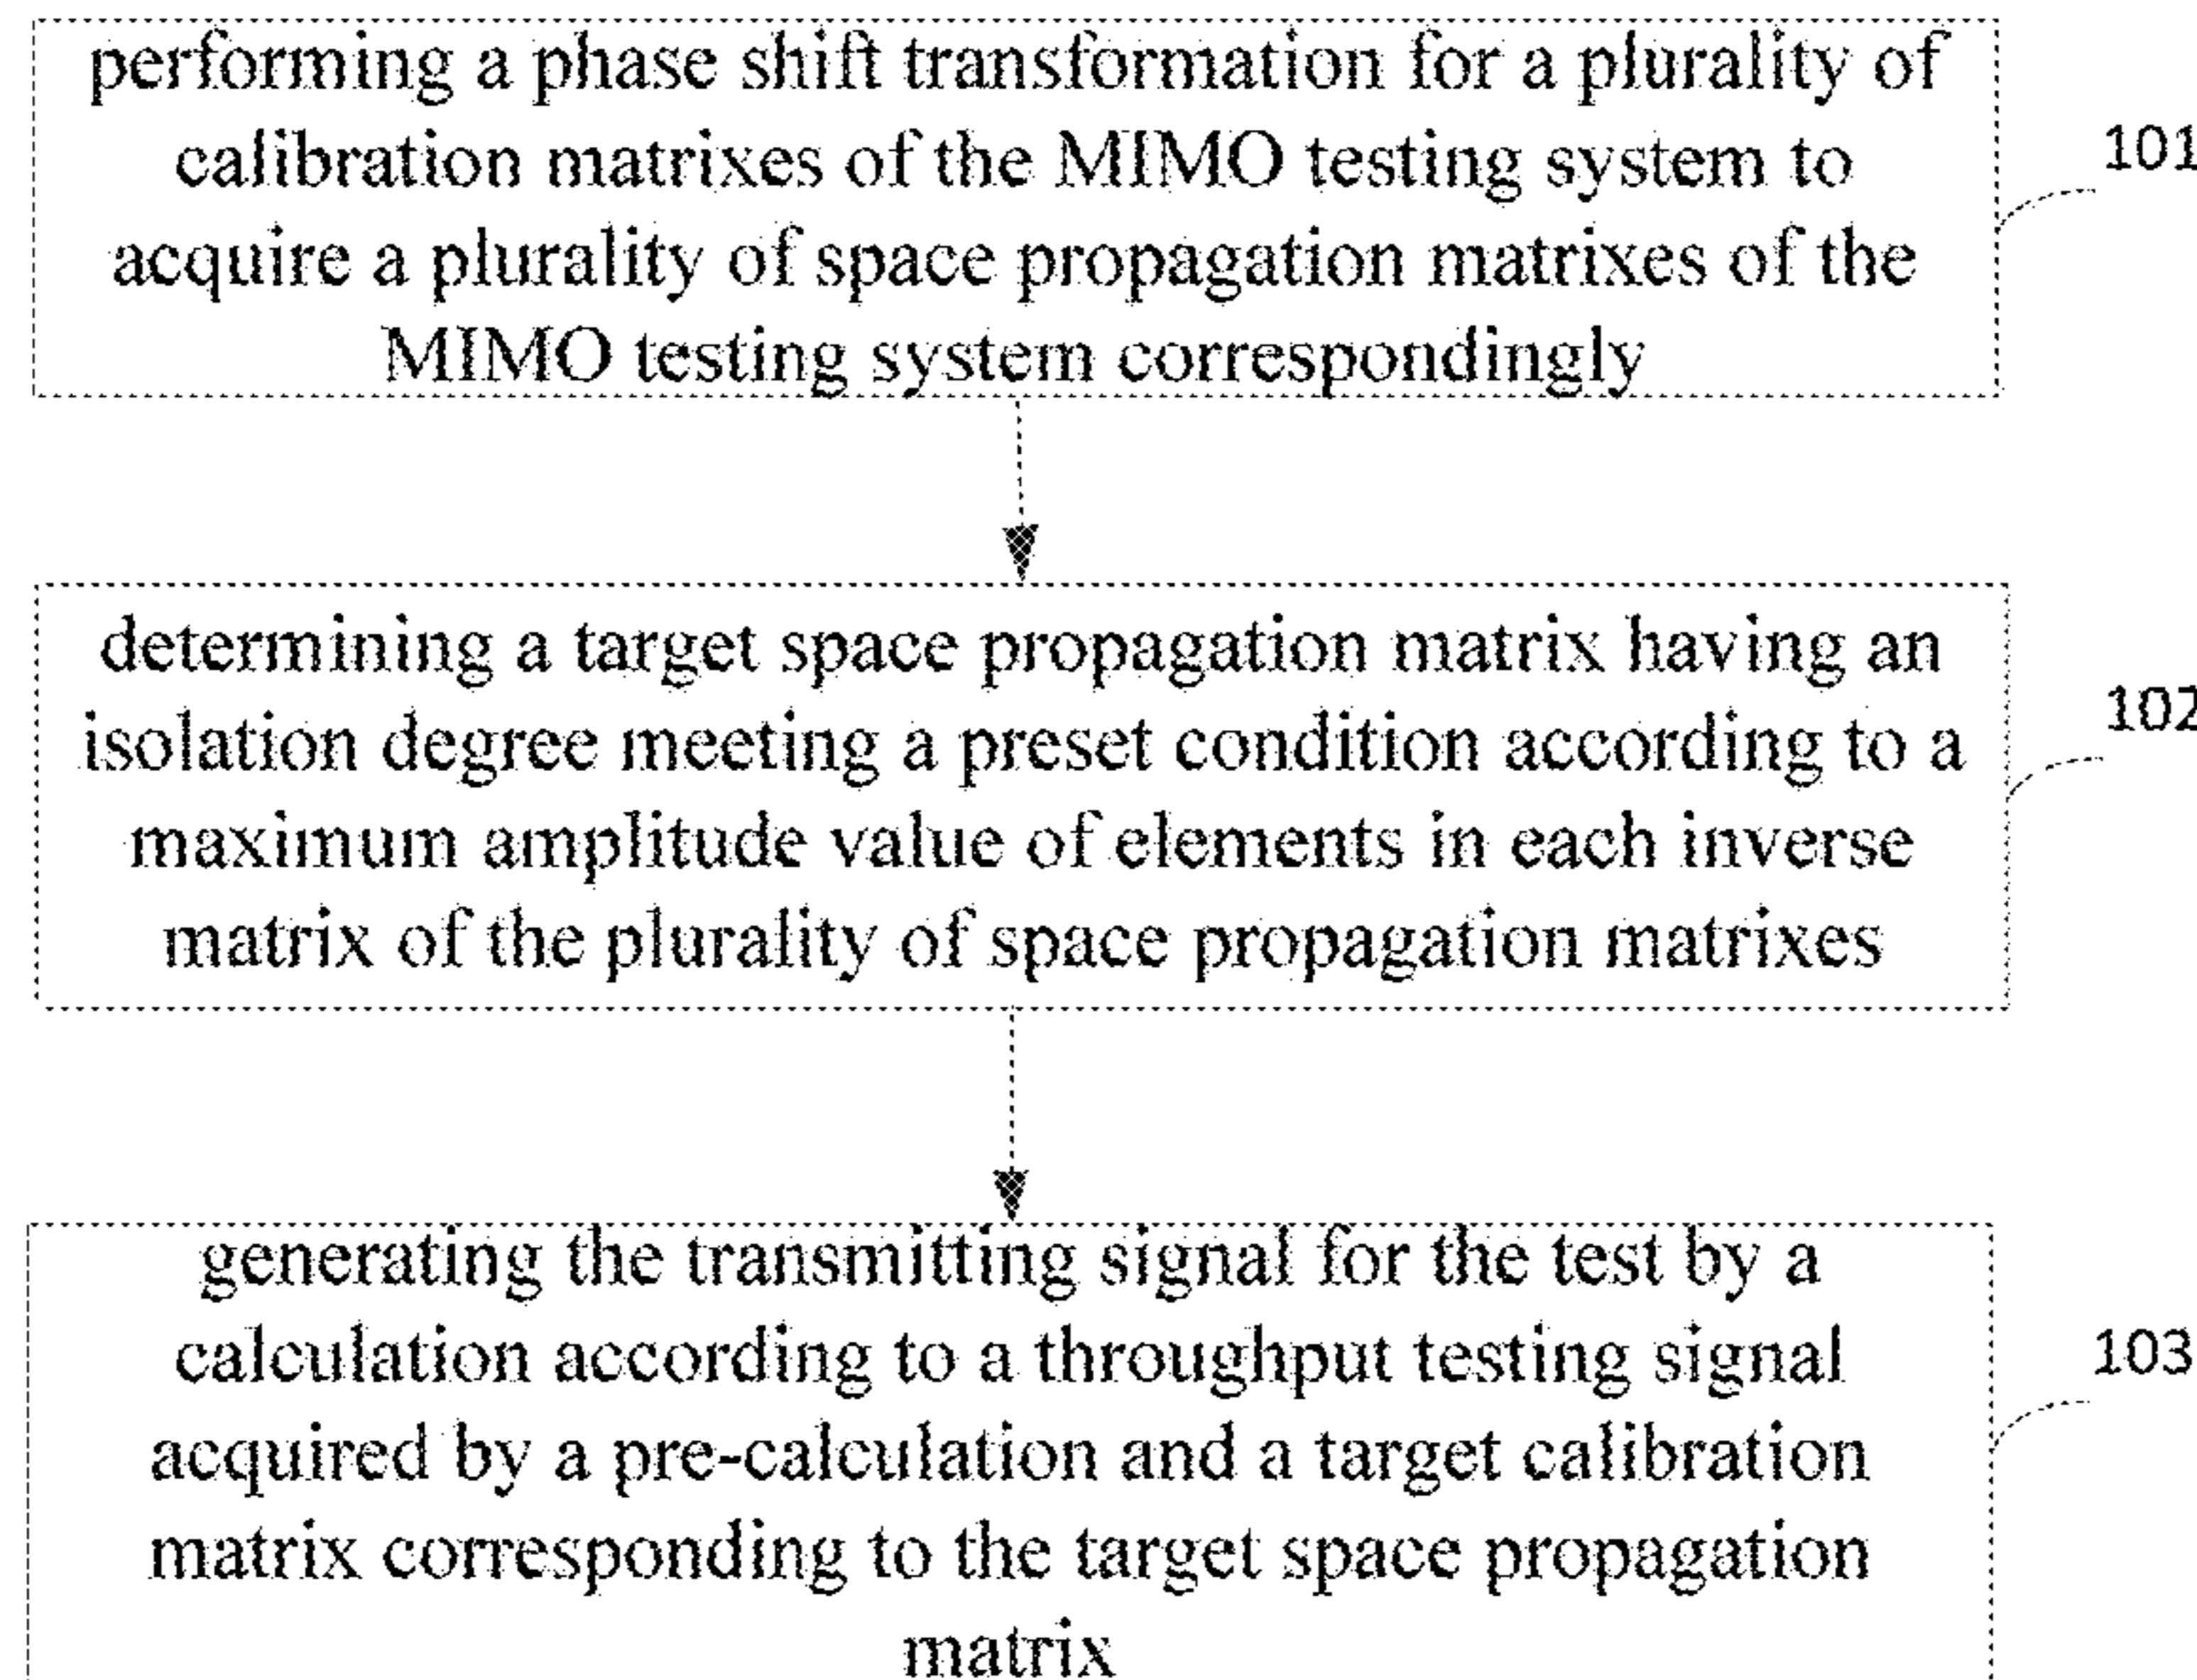 performing a phase shift transformation for a plurality of
calibration matrixes of the MIMO testing system to
acquire a plurality of space propagation matrixes of the
MIMO testing system correspondingly
101
determining a target space propagation matrix having an
isolation degree meeting a preset condition according to a
maximum amplitude value of elements in each inverse
matrix of the plurality of space propagation matrixes
102
generating the transmitting signal for the test by a
calculation according to a throughput testing signal
acquired by a pre-calculation and a target calibration
matrix corresponding to the target space propagation
matrix
103